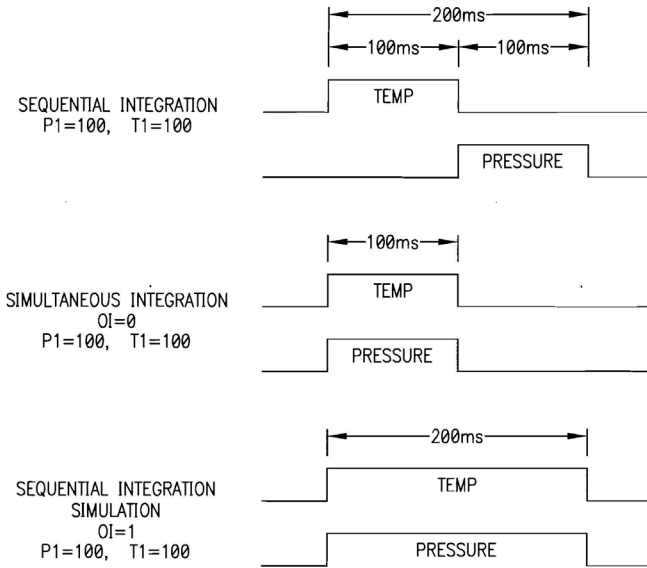 200ms
100ms 100ms
SEQUENTIAL INTEGRATION
P1=100, T1=100
TEMP
PRESSURE
100ms
SIMULTANEOUS INTEGRATION
OI=0
P1=100, T1=100
TEMP
PRESSURE
200ms
SEQUENTIAL INTEGRATION
SIMULATION
OI=1
P1=100, T1=100
TEMP
PRESSURE